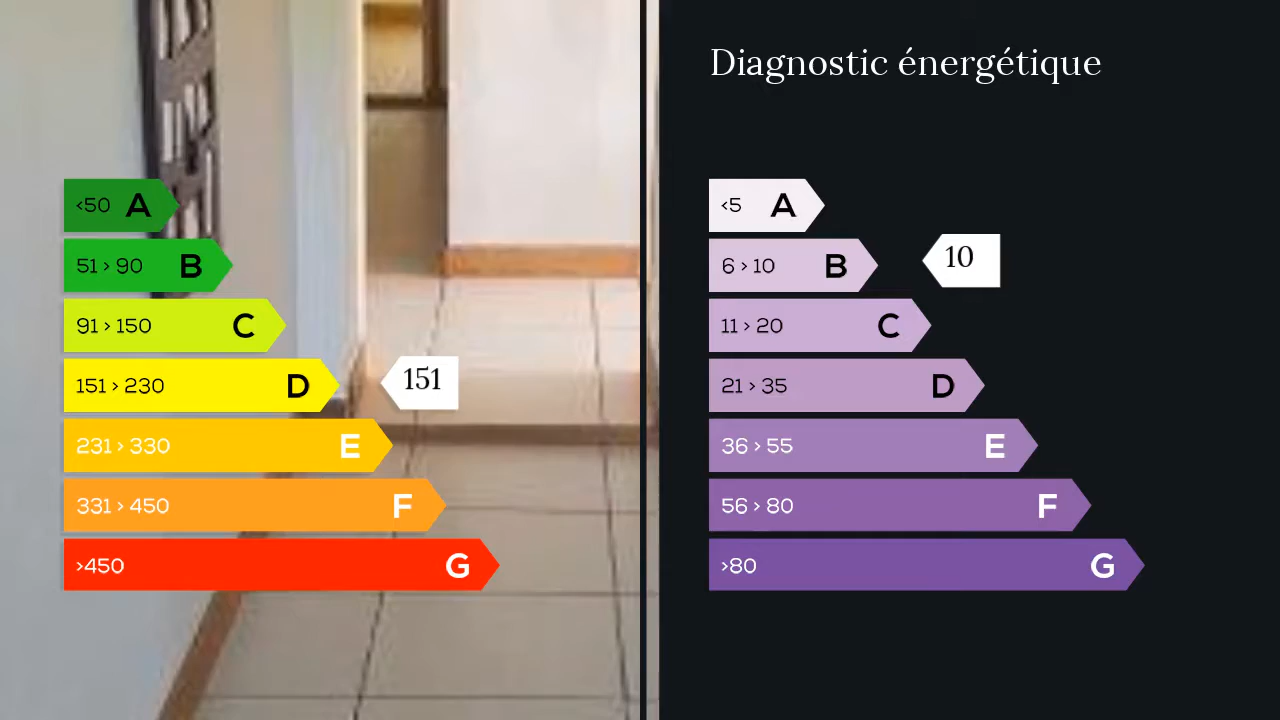 Diagnostic énergétique
<50 A
51 > 90 B
91 > 150 C
151 > 230 D
151
231 > 330 E
331 > 450 F
>450 G
<5 A
6 > 10 B
10
11 > 20 C
21 > 35 D
36 > 55 E
56 > 80 F
>80 G